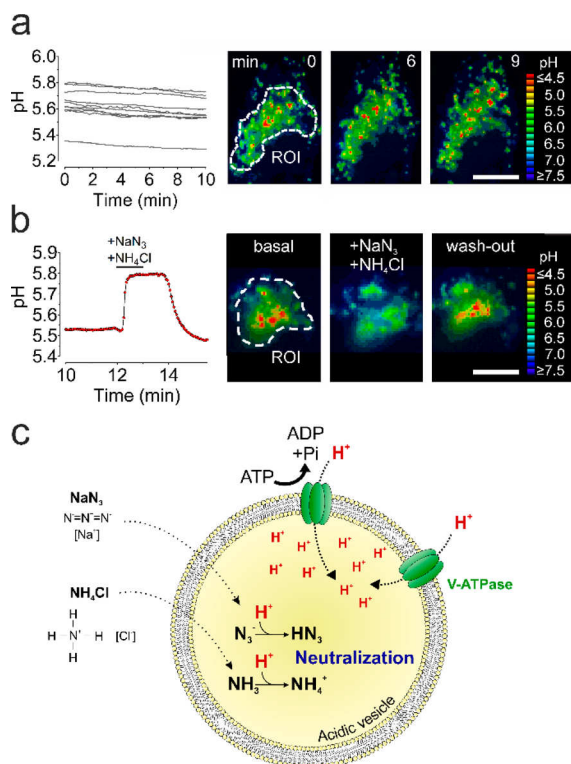 a
6.0
5.8
5.6
5.4
5.2
pH
0 2 4 6 8 10
Time (min)
min 0
ROI
6
9
pH
≤4.5
5.0
5.5
6.0
6.5
7.0
≥7.5
b
+NaN₃
+NH₄Cl
5.8
5.7
5.6
5.5
5.4
pH
10 12 14
Time (min)
basal
ROI
+NaN₃
+NH₄Cl
wash-out
pH
≤4.5
5.0
5.5
6.0
6.5
7.0
≥7.5
c
ADP
+Pi
ATP
H⁺
H⁺
V-ATPase
NaN₃
N⁻=N⁻=N⁻
NH₄Cl
H
H N⁺ H [Cl⁻]
H
H⁺ H⁺ H⁺
H⁺ H⁺ H⁺ H⁺
H⁺ H⁺
H⁺
H⁺
N₃⁻ HN₃
Neutralization
H⁺
NH₃ NH₄⁺
Acidic vesicle